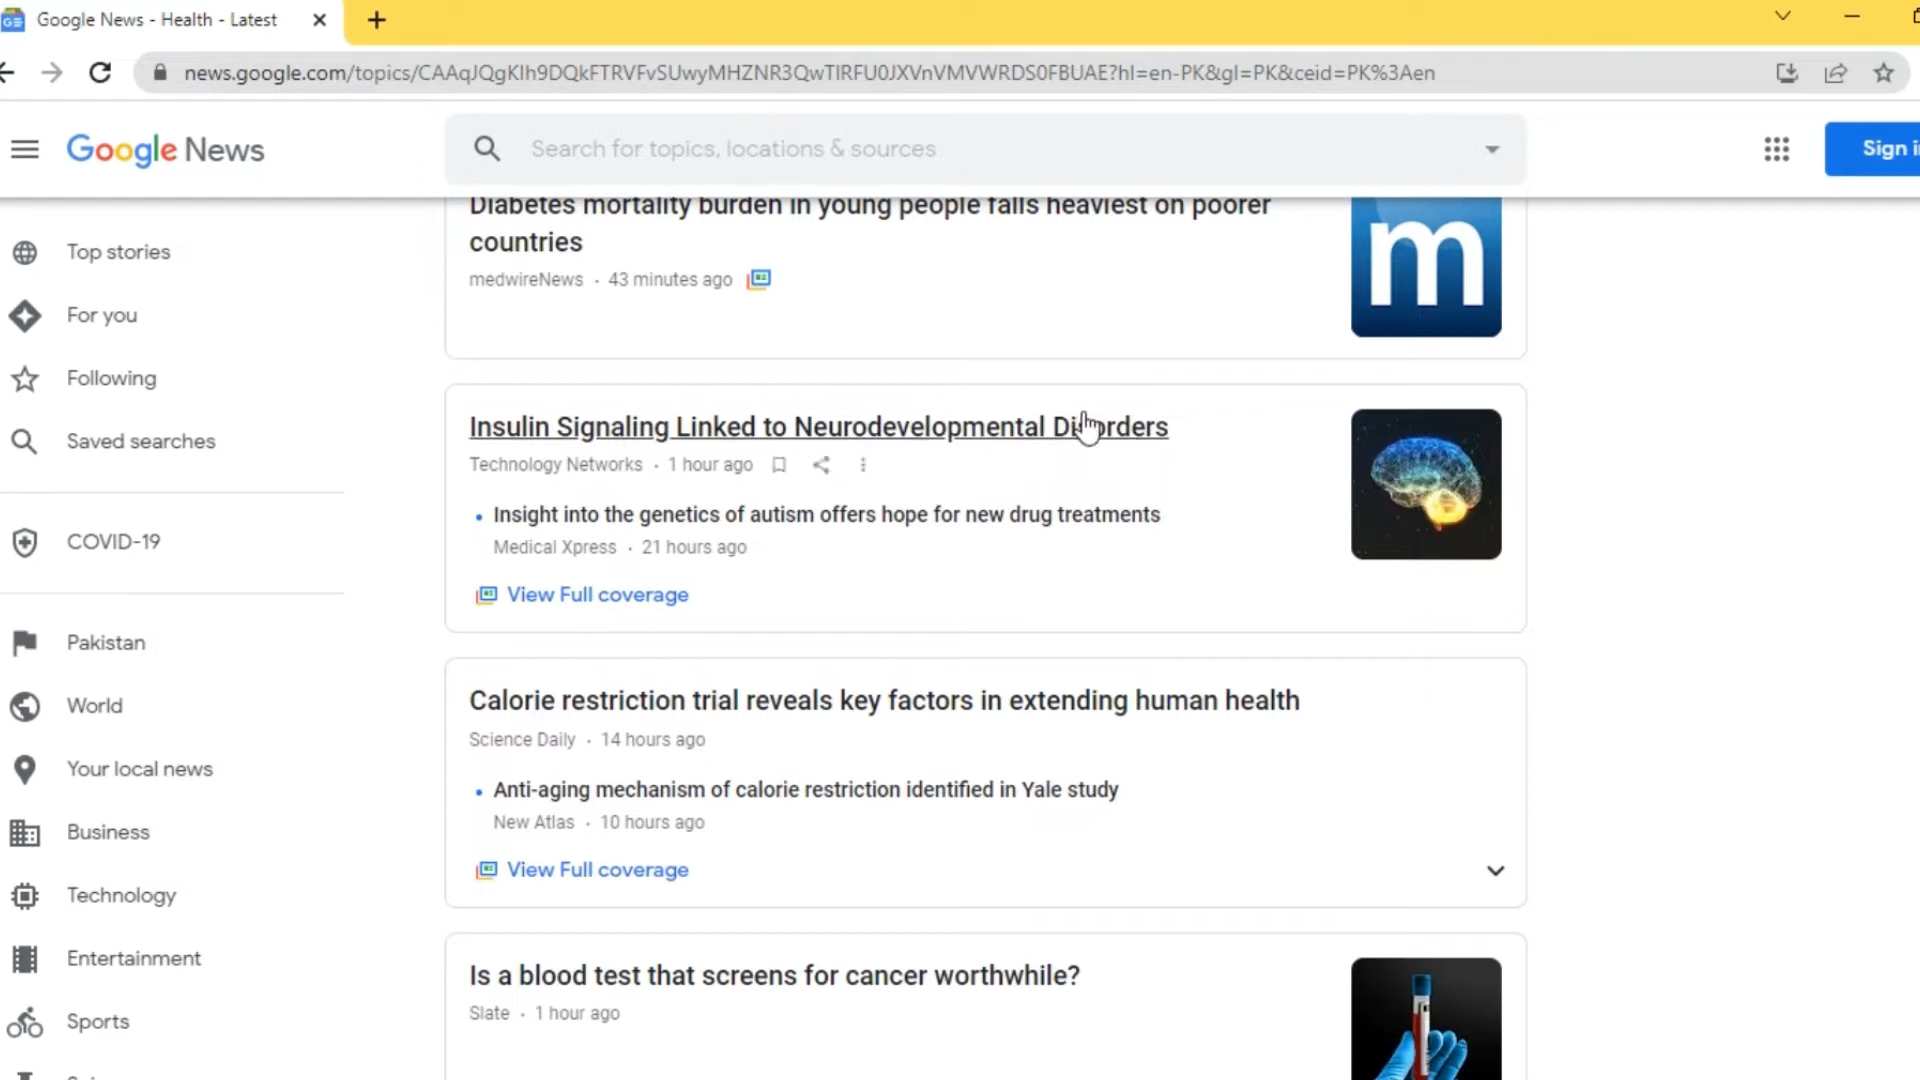 Google News - Health - Latest
news.google.com/topics/CAAqJQgKIh9DQkFTRVFvSUwyMHZNR3QwTlRFU0JXVnVMVWRDS0FBUAE?hl=en-PK&gl=PK&ceid=PK%3Aen
Google News
Search for topics, locations & sources
Top stories
For you
Following
Saved searches
COVID-19
Pakistan
World
Your local news
Business
Technology
Entertainment
Sports
Diabetes mortality burden in young people falls heaviest on poorer
countries
medwireNews · 43 minutes ago
m
Insulin Signaling Linked to Neurodevelopmental Disorders
Technology Networks · 1 hour ago
• Insight into the genetics of autism offers hope for new drug treatments
Medical Xpress · 21 hours ago
View Full coverage
Calorie restriction trial reveals key factors in extending human health
Science Daily · 14 hours ago
• Anti-aging mechanism of calorie restriction identified in Yale study
New Atlas · 10 hours ago
View Full coverage
Is a blood test that screens for cancer worthwhile?
Slate · 1 hour ago